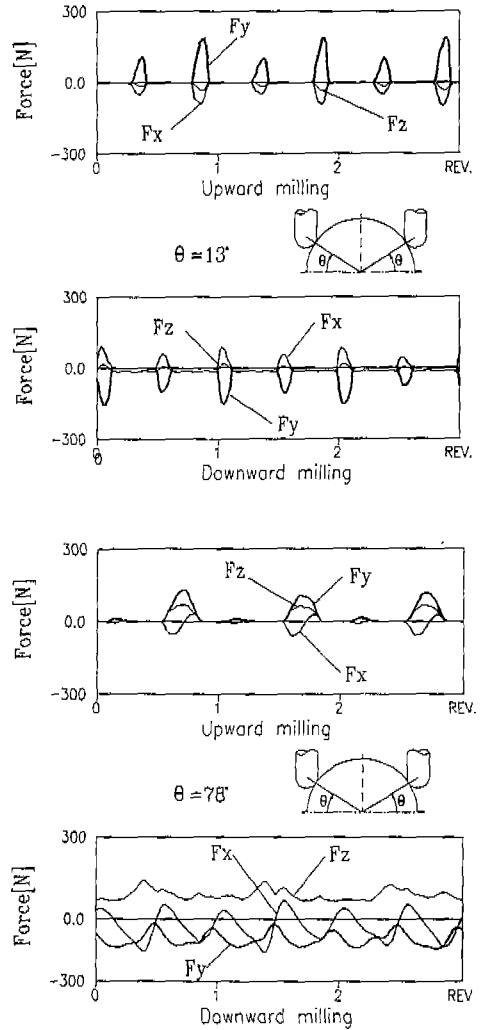 300
Fy
0.0
Force[N]
Fx
Fz
-300
0 1 2 REV.
Upward milling
θ ≃ 13°
θ θ
300
Fz Fx
0.0
Force[N]
Fy
-300
0 1 2 REV.
Downward milling
300
Fz Fy
0.0
Force[N]
Fx
-300
0 1 2 REV.
Upward milling
θ ≃ 78°
θ θ
300
Fx Fz
0.0
Force[N]
Fy
-300
0 1 2 REV.
Downward milling